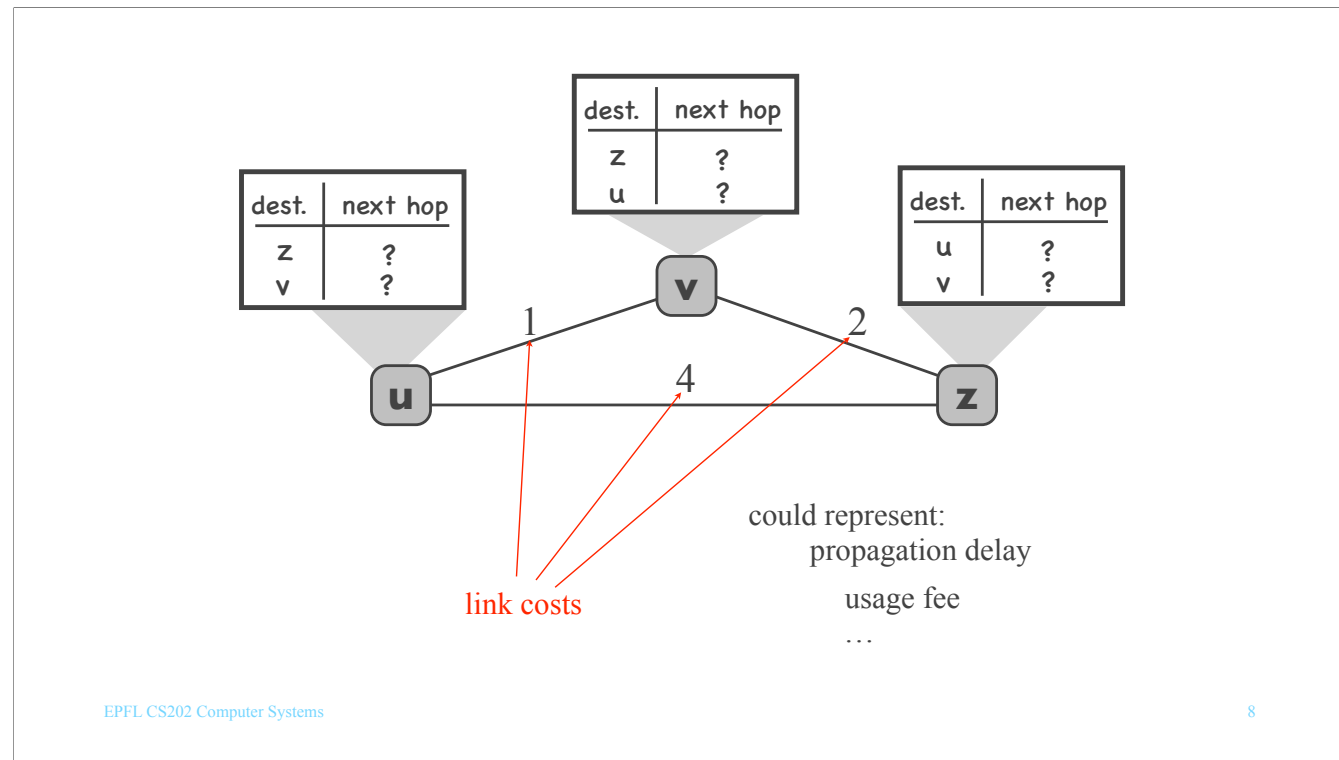 dest. next hop
z ?
u ?
dest. next hop
z ?
v ?
dest. next hop
u ?
v ?
v
1
2
u
4
z
could represent:
propagation delay
link costs
usage fee
…
EPFL CS202 Computer Systems
8